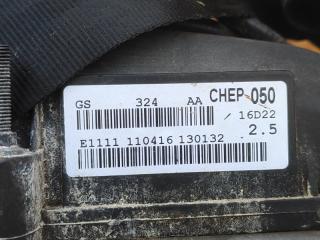 GS 324 AA CHEP 050
/ 16D22
2.5
E1111 110416 130132